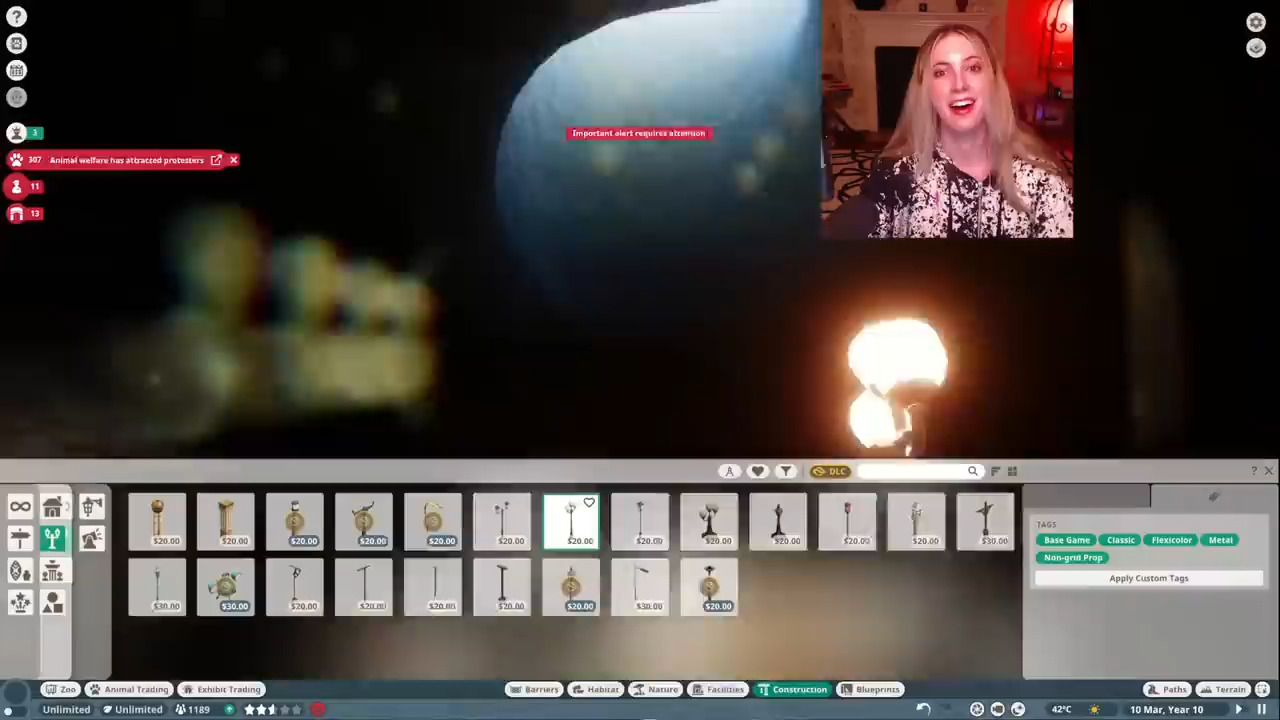 ?
3
Important alert requires attention
307 Animal welfare has attracted protesters
11
13
DLC
?
$20.00 $20.00 $20.00 $20.00 $20.00 $20.00 $20.00 $20.00 $20.00 $20.00 $20.00 $20.00 $30.00
$30.00 $30.00 $20.00 $20.00 $20.00 $20.00 $20.00 $30.00 $20.00
TAGS
Base Game Classic Flexicolor Metal
Non-grid Prop
Apply Custom Tags
Zoo Animal Trading Exhibit Trading Barriers Habitat Nature Facilities Construction Blueprints Paths Terrain
Unlimited Unlimited 1189 42°C 10 Mar, Year 10